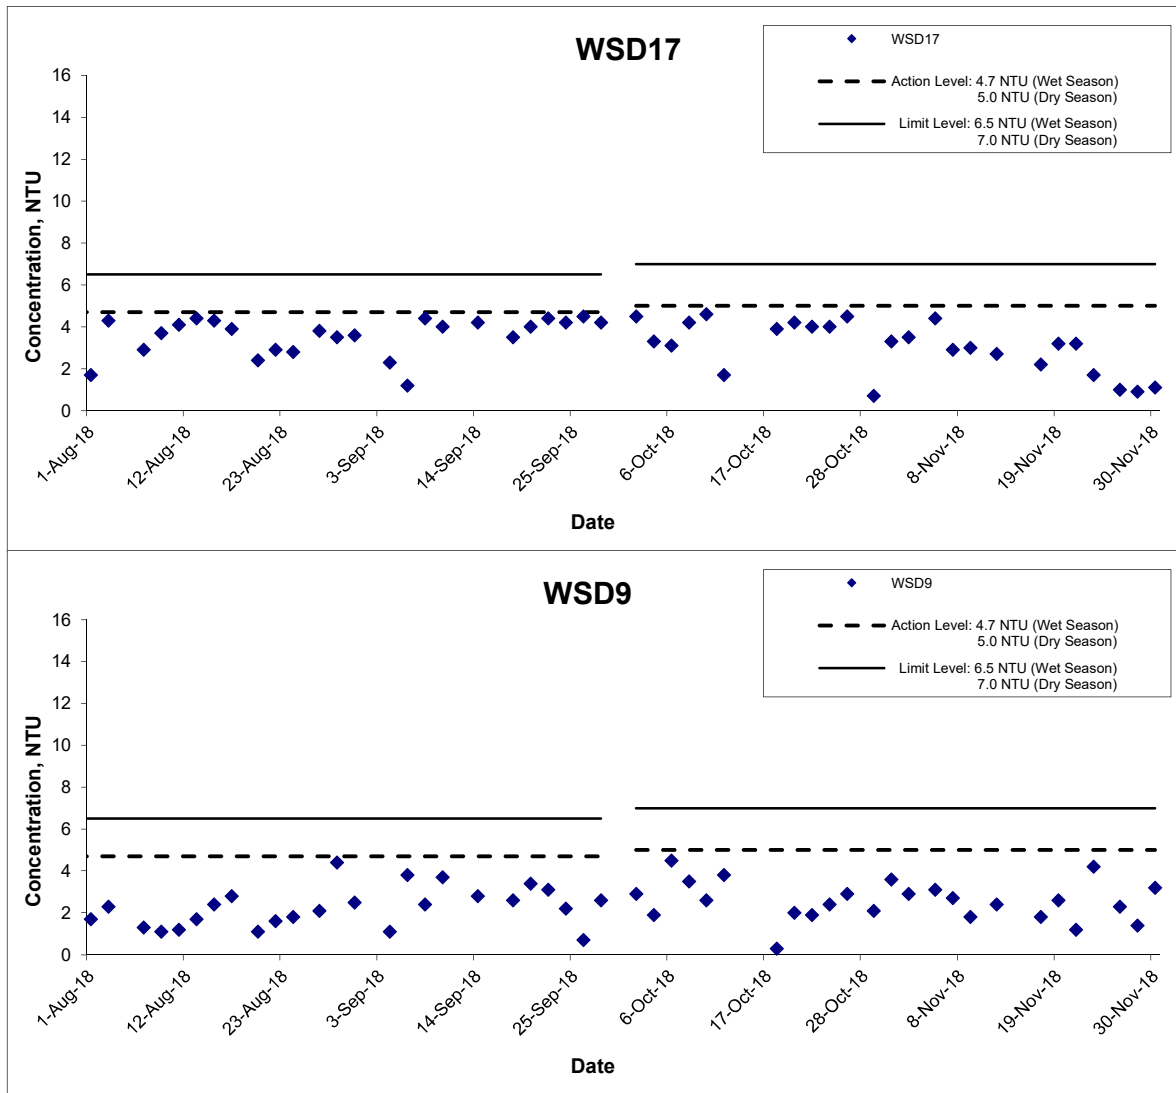 WSD17
WSD17
Action Level: 4.7 NTU (Wet Season)
5.0 NTU (Dry Season)
Limit Level: 6.5 NTU (Wet Season)
7.0 NTU (Dry Season)
Concentration, NTU
16
14
12
10
8
6
4
2
0
1-Aug-18
12-Aug-18
23-Aug-18
3-Sep-18
14-Sep-18
25-Sep-18
6-Oct-18
17-Oct-18
28-Oct-18
8-Nov-18
19-Nov-18
30-Nov-18
Date
WSD9
WSD9
Action Level: 4.7 NTU (Wet Season)
5.0 NTU (Dry Season)
Limit Level: 6.5 NTU (Wet Season)
7.0 NTU (Dry Season)
Concentration, NTU
16
14
12
10
8
6
4
2
0
1-Aug-18
12-Aug-18
23-Aug-18
3-Sep-18
14-Sep-18
25-Sep-18
6-Oct-18
17-Oct-18
28-Oct-18
8-Nov-18
19-Nov-18
30-Nov-18
Date